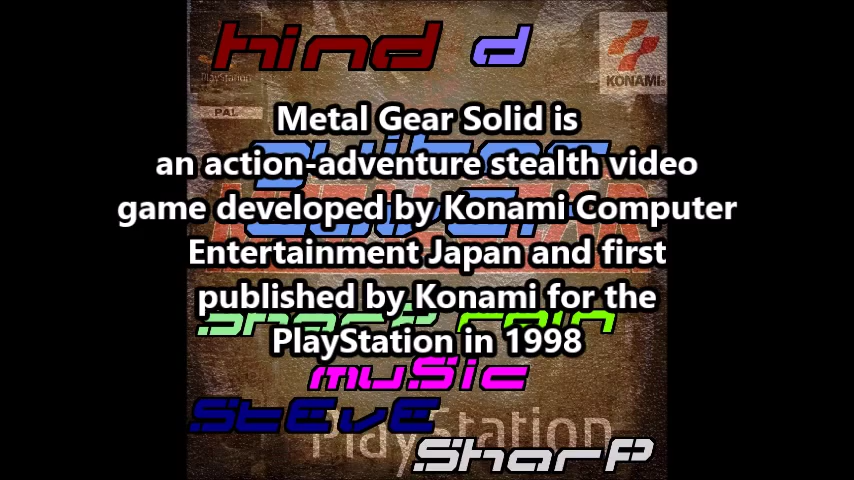 hind d
PlayStation
KONAMI
PAL
Metal Gear Solid is
an action-adventure stealth video
game developed by Konami Computer
Entertainment Japan and first
published by Konami for the
PlayStation in 1998
music
steve
PlayStation
sharp